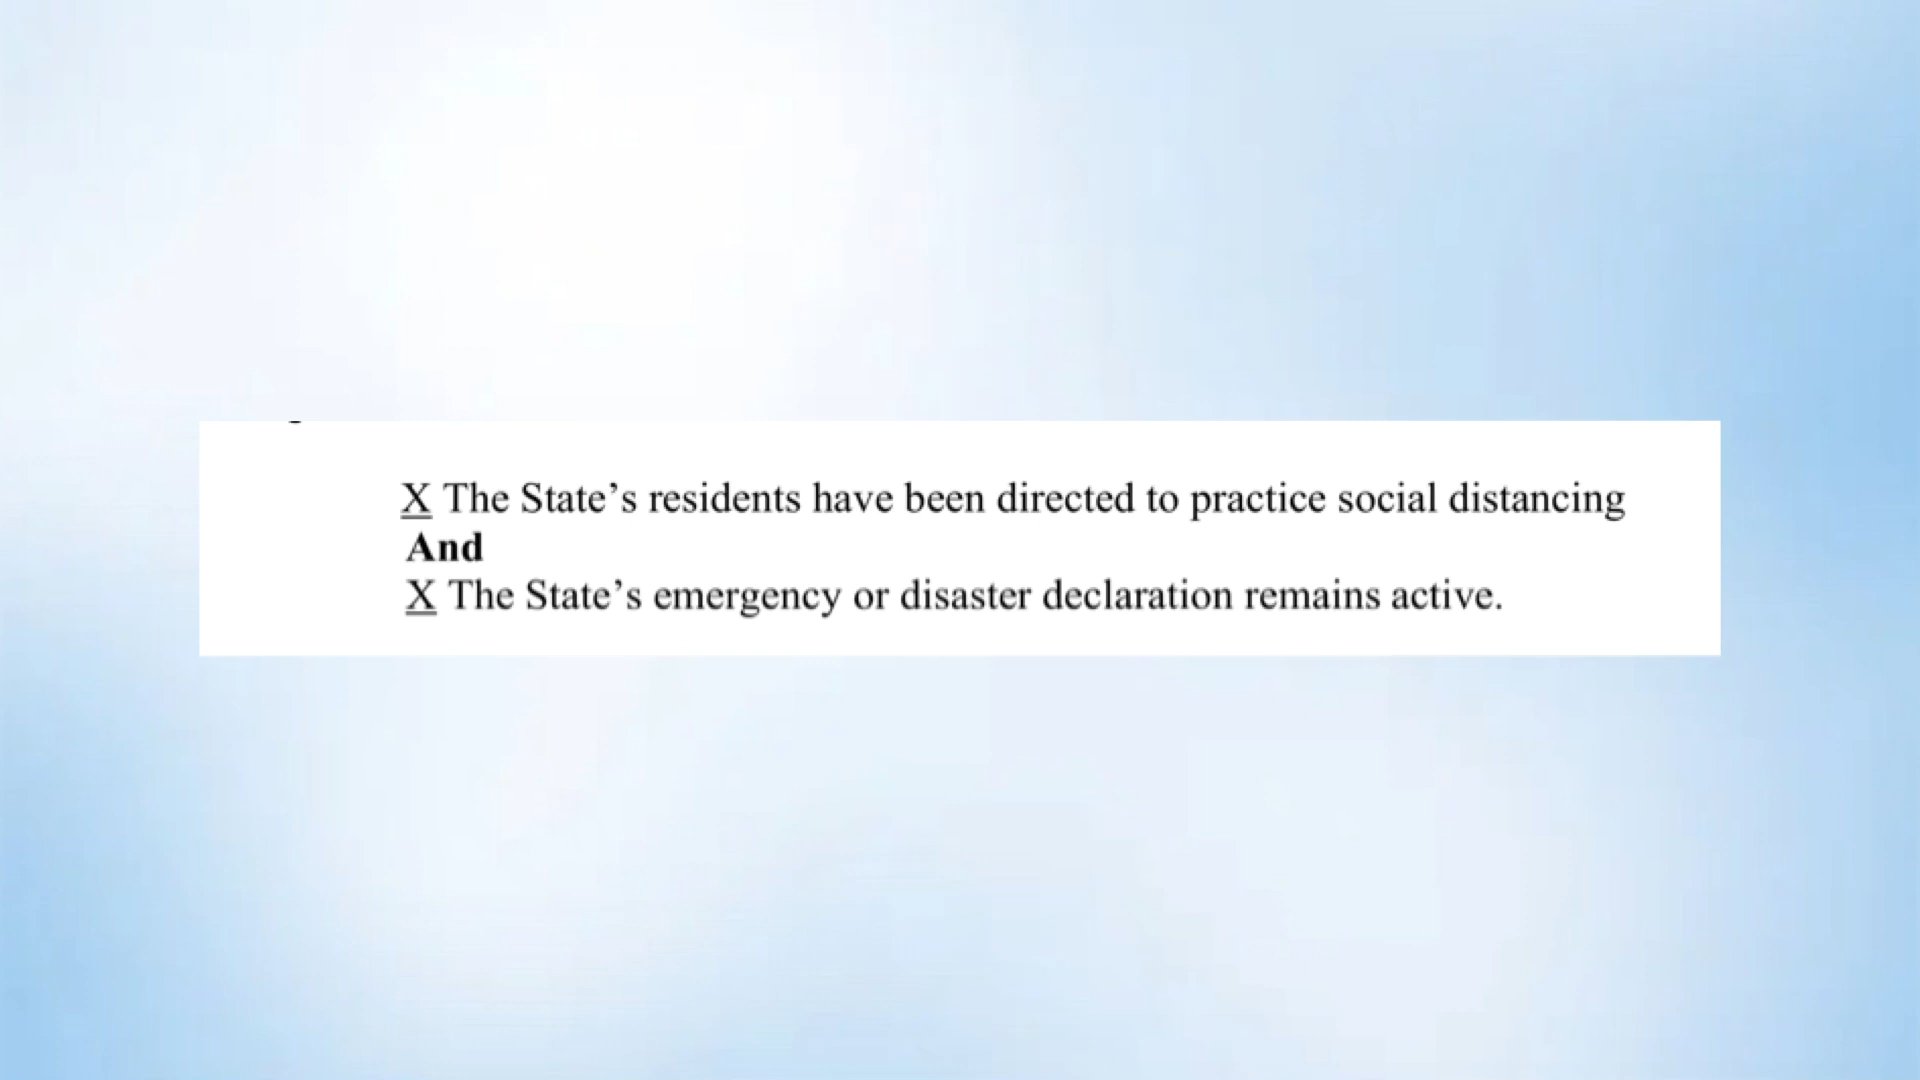 X The State’s residents have been directed to practice social distancing
And
X The State’s emergency or disaster declaration remains active.